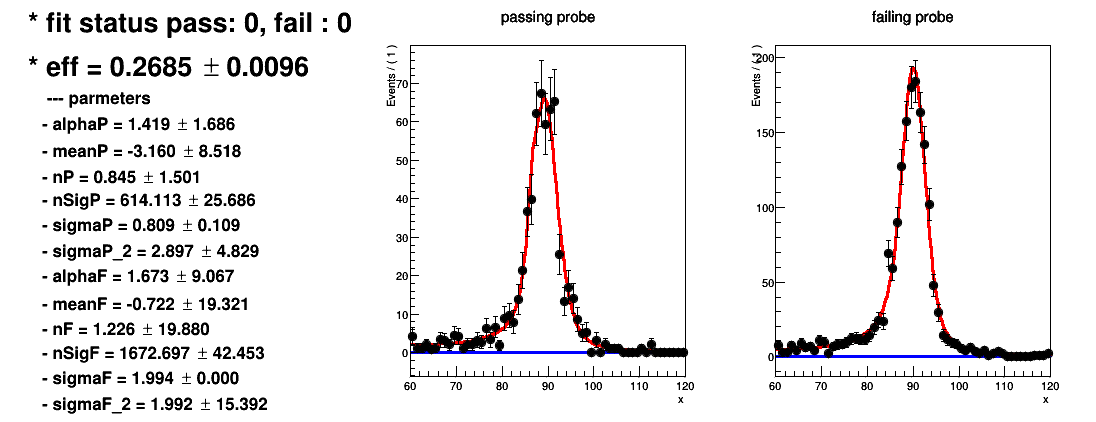 * fit status pass: 0, fail : 0
* eff = 0.2685 ± 0.0096
--- parmeters
- alphaP = 1.419 ± 1.686
- meanP = -3.160 ± 8.518
- nP = 0.845 ± 1.501
- nSigP = 614.113 ± 25.686
- sigmaP = 0.809 ± 0.109
- sigmaP_2 = 2.897 ± 4.829
- alphaF = 1.673 ± 9.067
- meanF = -0.722 ± 19.321
- nF = 1.226 ± 19.880
- nSigF = 1672.697 ± 42.453
- sigmaF = 1.994 ± 0.000
- sigmaF_2 = 1.992 ± 15.392
passing probe
Events / ( 1 )
70
60
50
40
30
20
10
0
60 70 80 90 100 110 120
x
failing probe
Events / ( 1 )
200
150
100
50
0
60 70 80 90 100 110 120
x